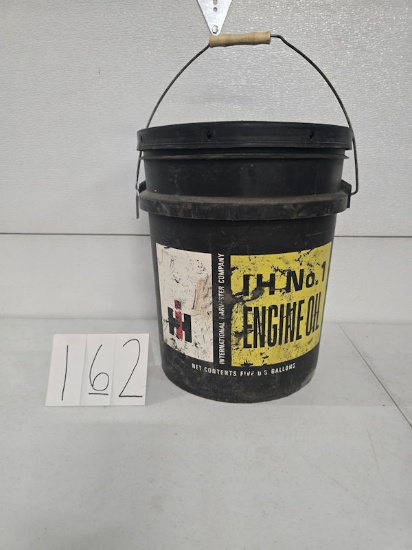 IH No. 1
ENGINE OIL
INTERNATIONAL HARVESTER COMPANY
IH
NET CONTENTS FIVE U.S. GALLONS
162